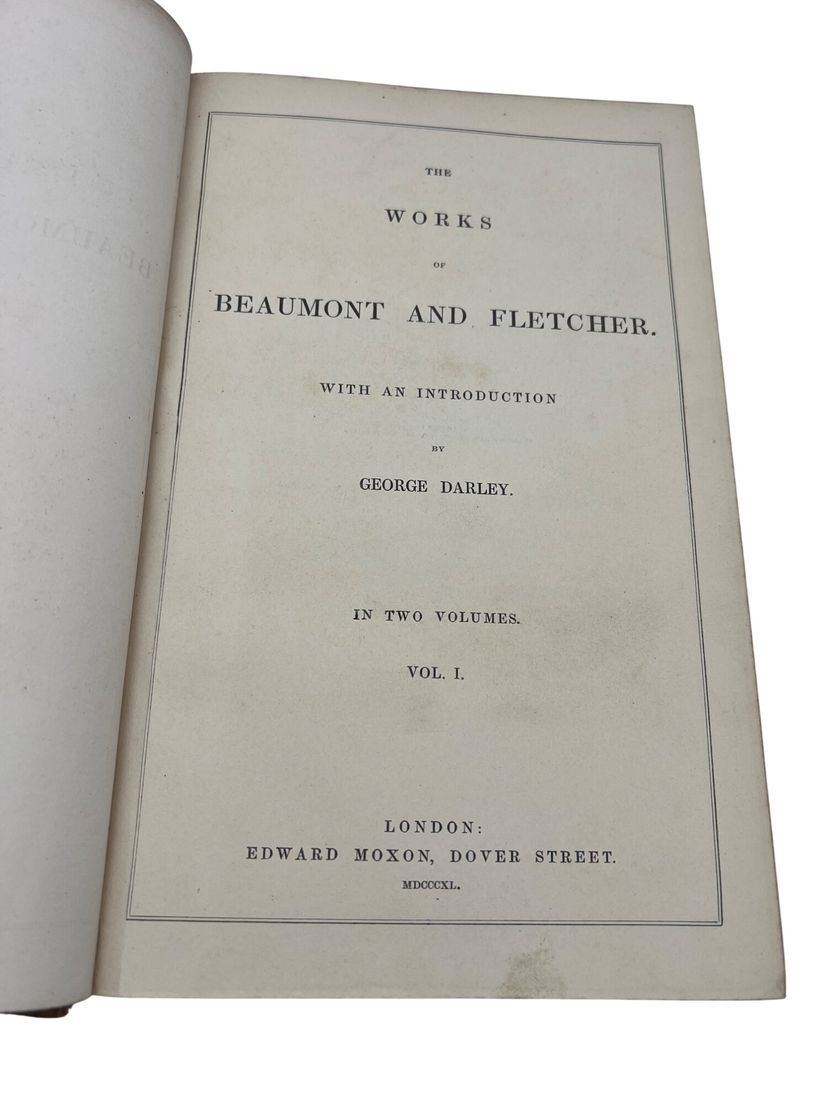 THE
WORKS
OF
BEAUMONT AND FLETCHER.
WITH AN INTRODUCTION
BY
GEORGE DARLEY.
IN TWO VOLUMES.
VOL. I.
LONDON:
EDWARD MOXON, DOVER STREET.
MDCCCXL.